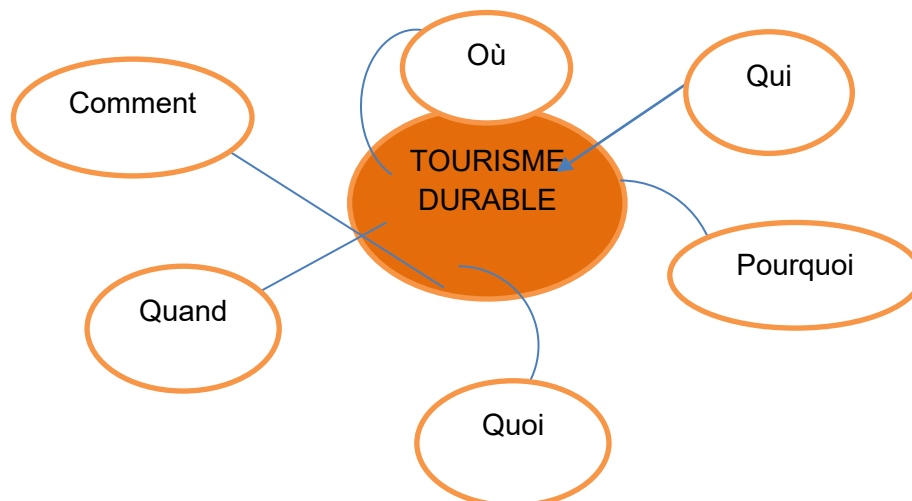 Où
Qui
Comment
TOURISME
DURABLE
Pourquoi
Quand
Quoi